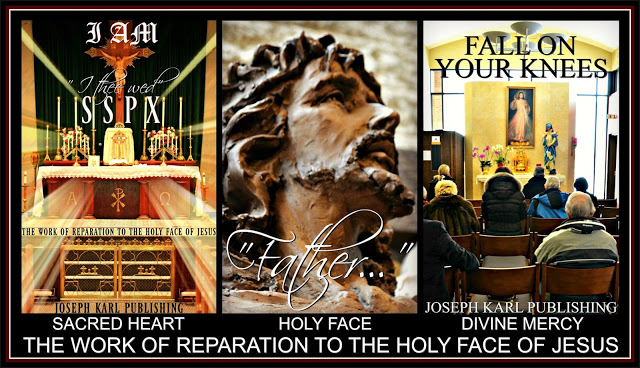 I AM
"I thee wed"
S S P X
Α Ω
THE WORK OF REPARATION TO THE HOLY FACE OF JESUS
JOSEPH KARL PUBLISHING
SACRED HEART
"Father..."
HOLY FACE
FALL ON
YOUR KNEES
JOSEPH KARL PUBLISHING
DIVINE MERCY
THE WORK OF REPARATION TO THE HOLY FACE OF JESUS